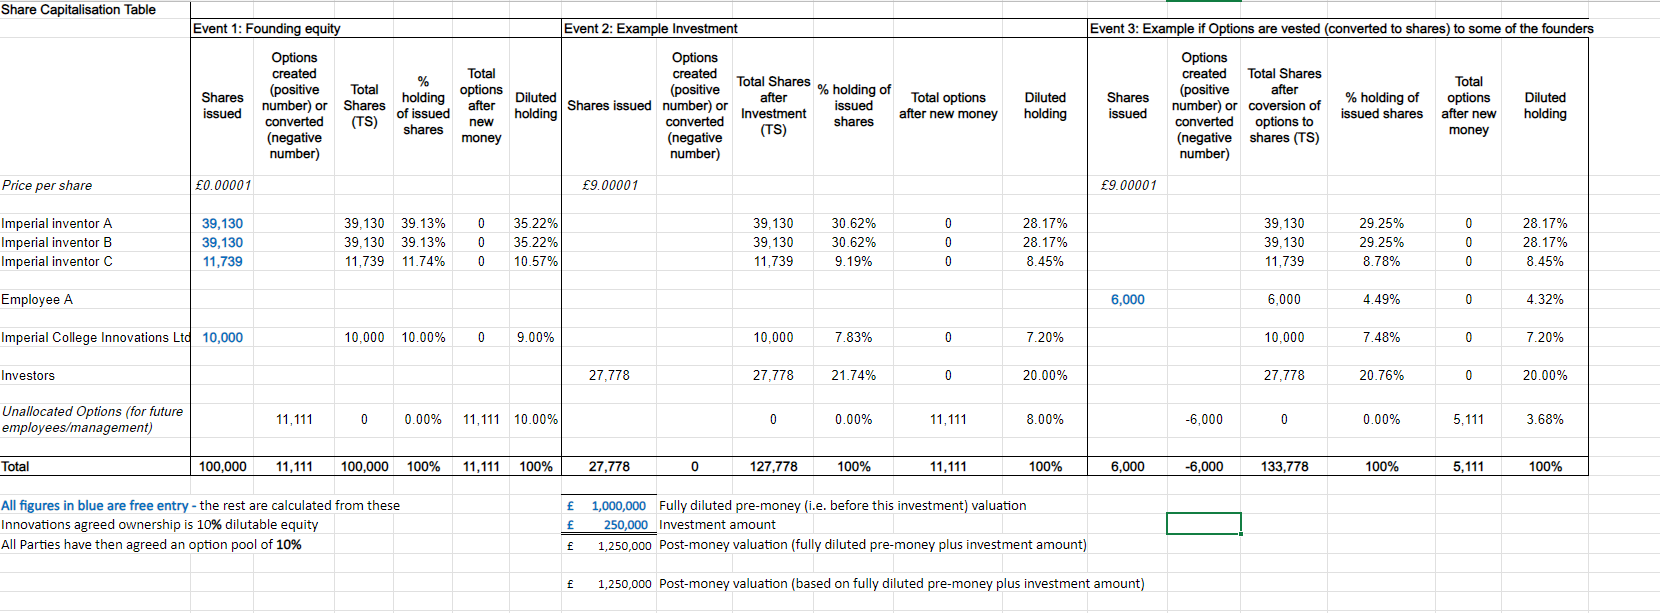 Share Capitalisation Table
Event 1: Founding equity Event 2: Example Investment Event 3: Example if Options are vested (converted to shares) to some of the founders
Shares issued Options created (positive number) or converted (negative number) Total Shares (TS) % holding of issued shares Total options after new money Diluted holding Shares issued Options created (positive number) or converted (negative number) Total Shares after Investment (TS) % holding of issued shares Total options after new money Diluted holding Shares issued Options created (positive number) or converted (negative number) Total Shares after coversion of options to shares (TS) % holding of issued shares Total options after new money Diluted holding
Price per share £0.00001 £9.00001 £9.00001
Imperial inventor A 39,130 39,130 39.13% 0 35.22% 39,130 30.62% 0 28.17% 39,130 29.25% 0 28.17%
Imperial inventor B 39,130 39,130 39.13% 0 35.22% 39,130 30.62% 0 28.17% 39,130 29.25% 0 28.17%
Imperial inventor C 11,739 11,739 11.74% 0 10.57% 11,739 9.19% 0 8.45% 11,739 8.78% 0 8.45%
Employee A 6,000 6,000 4.49% 0 4.32%
Imperial College Innovations Ltd 10,000 10,000 10.00% 0 9.00% 10,000 7.83% 0 7.20% 10,000 7.48% 0 7.20%
Investors 27,778 27,778 21.74% 0 20.00% 27,778 20.76% 0 20.00%
Unallocated Options (for future
employees/management) 11,111 0 0.00% 11,111 10.00% 0 0.00% 11,111 8.00% -6,000 0 0.00% 5,111 3.68%
Total 100,000 11,111 100,000 100% 11,111 100% 27,778 0 127,778 100% 11,111 100% 6,000 -6,000 133,778 100% 5,111 100%
All figures in blue are free entry - the rest are calculated from these £ 1,000,000 Fully diluted pre-money (i.e. before this investment) valuation
Innovations agreed ownership is 10% dilutable equity £ 250,000 Investment amount
All Parties have then agreed an option pool of 10% £ 1,250,000 Post-money valuation (fully diluted pre-money plus investment amount)
£ 1,250,000 Post-money valuation (based on fully diluted pre-money plus investment amount)